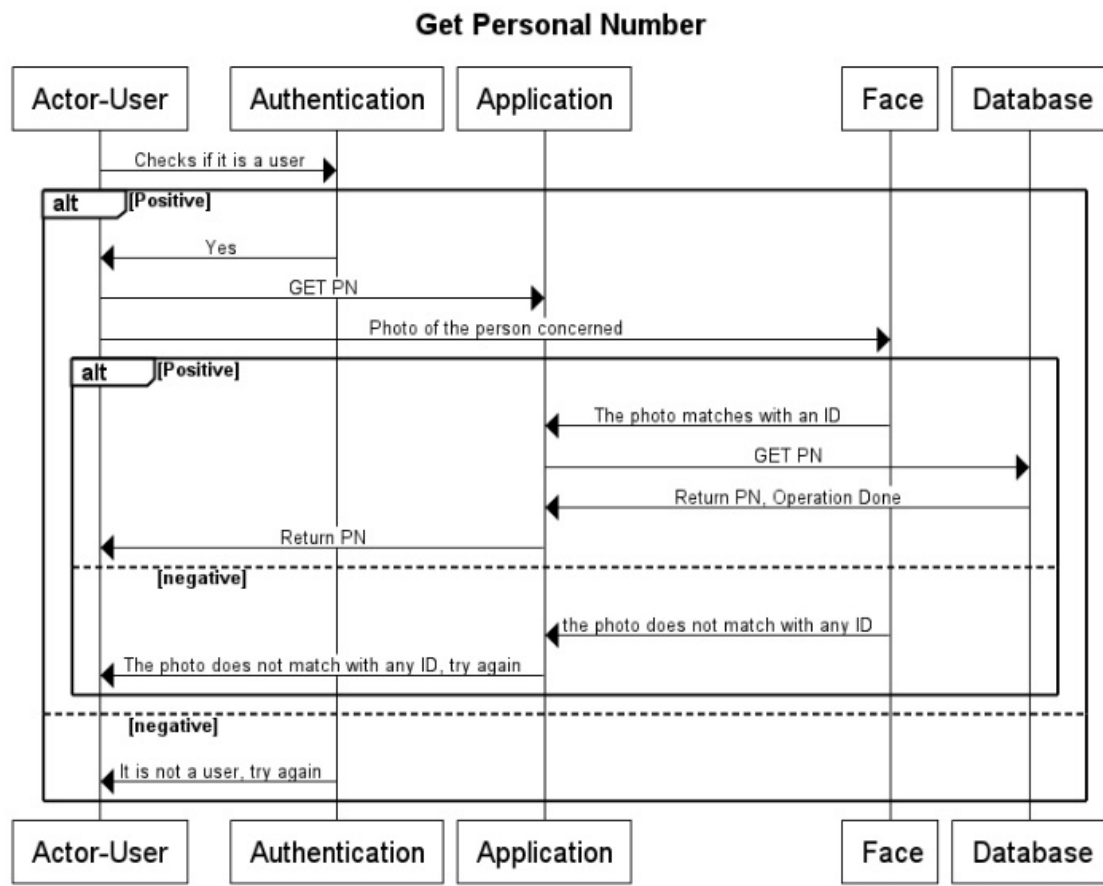 Get Personal Number
Actor-User Authentication Application Face Database
Checks if it is a user
alt [Positive]
Yes
GET PN
Photo of the person concerned
alt [Positive]
The photo matches with an ID
GET PN
Return PN, Operation Done
Return PN
[negative]
the photo does not match with any ID
The photo does not match with any ID, try again
[negative]
It is not a user, try again
Actor-User Authentication Application Face Database